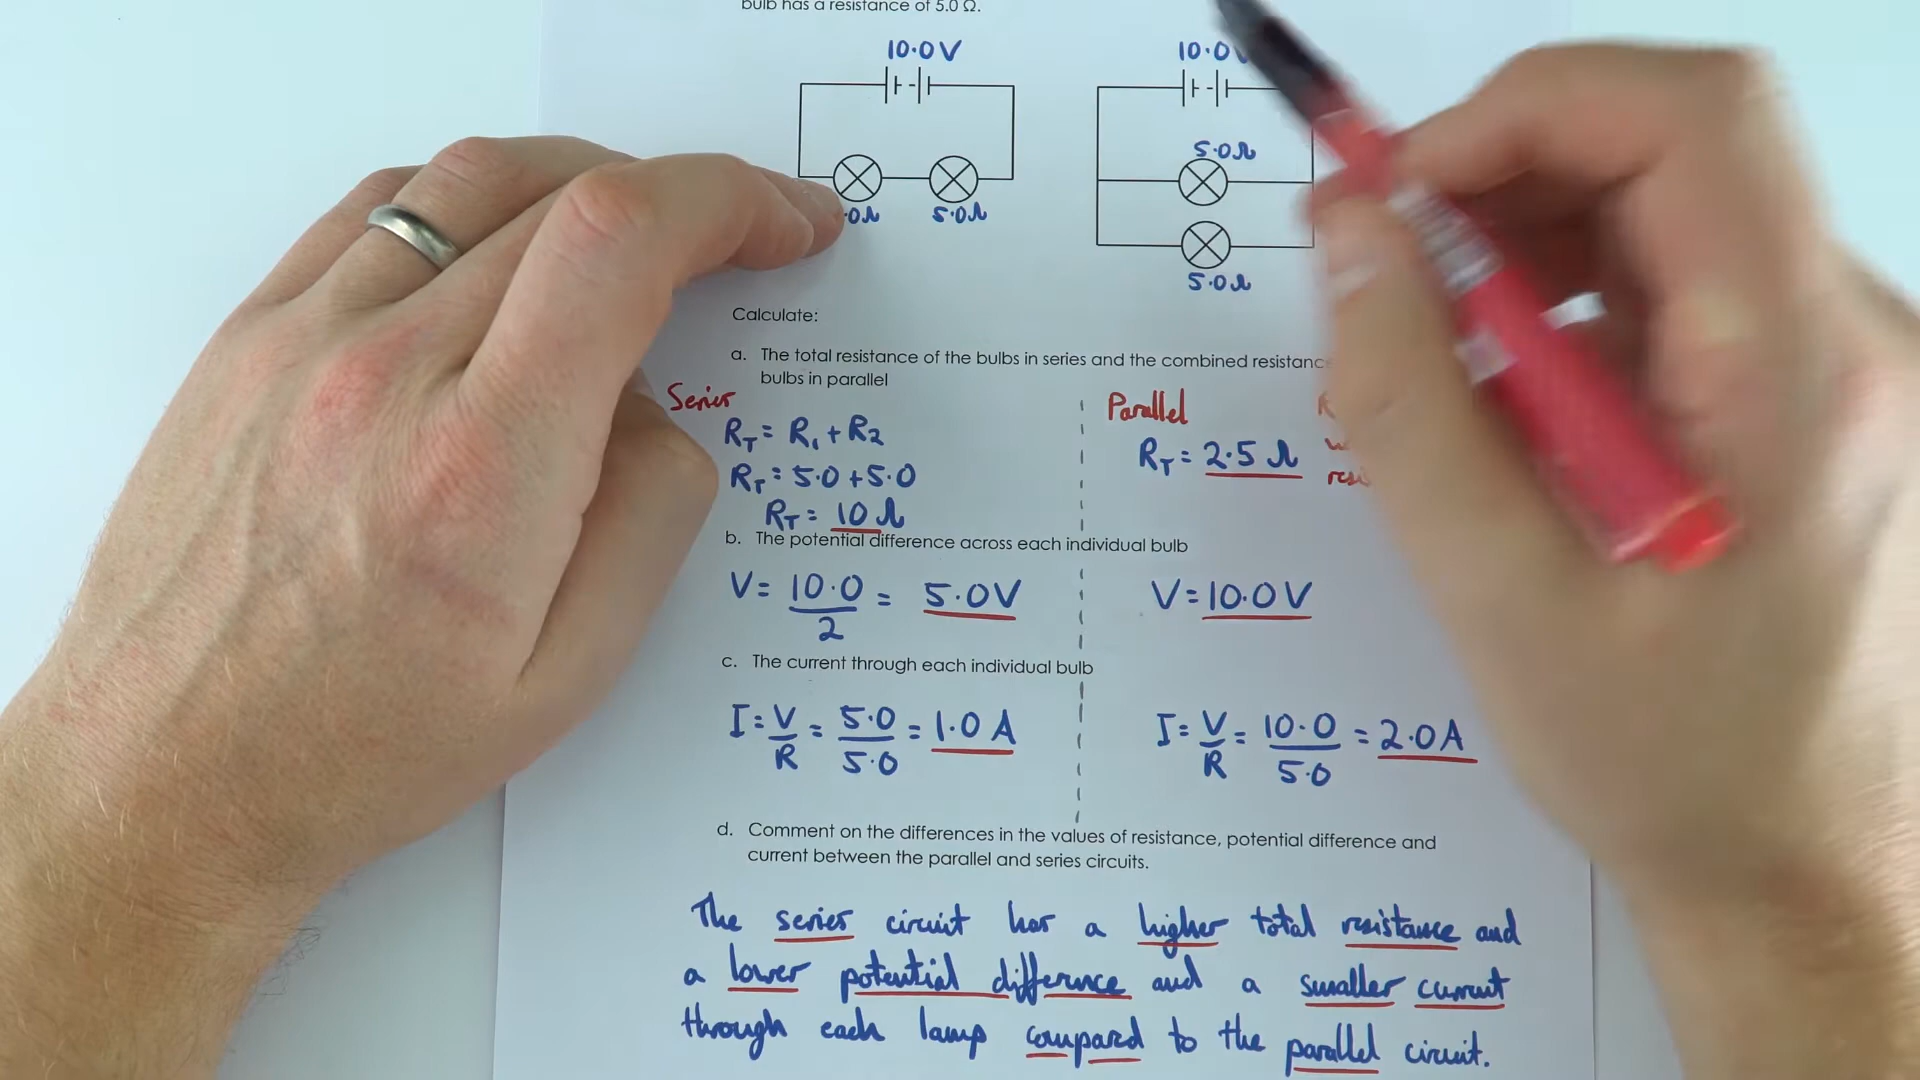 bulb has a resistance of 5.0 Ω.
10.0V
10.0
5.0Ω
.0Ω 5.0Ω
5.0Ω
Calculate:
a. The total resistance of the bulbs in series and the combined resistance
bulbs in parallel
Series
Parallel
R_T = R₁ + R₂
R_T = 2.5 Ω
R_T = 5.0 + 5.0
R_T = 10 Ω
b. The potential difference across each individual bulb
V = 10.0/2 = 5.0V
V = 10.0V
c. The current through each individual bulb
I = V/R = 5.0/5.0 = 1.0 A
I = V/R = 10.0/5.0 = 2.0A
d. Comment on the differences in the values of resistance, potential difference and
current between the parallel and series circuits.
The series circuit has a higher total resistance and
a lower potential difference and a smaller current
through each lamp compared to the parallel circuit.